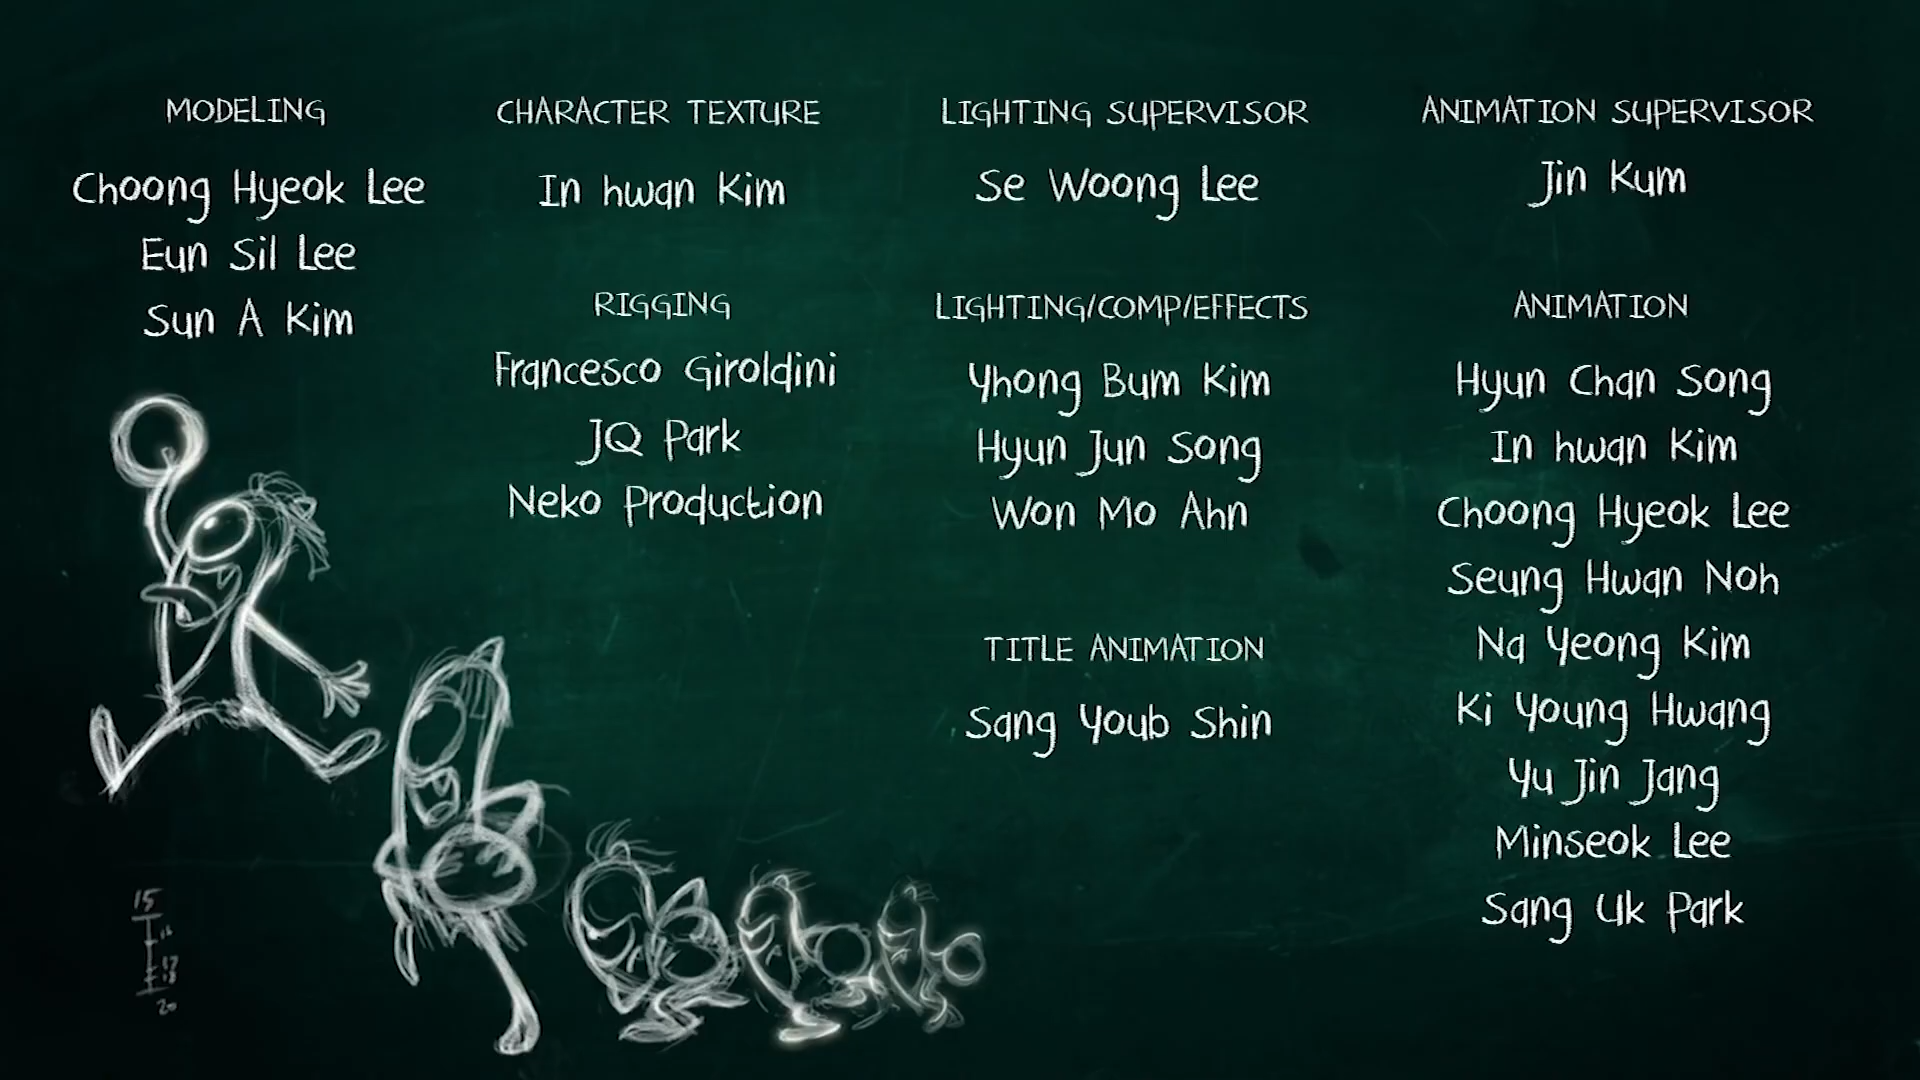 MODELING
Choong Hyeok Lee
Eun Sil Lee
Sun A Kim
CHARACTER TEXTURE
In hwan Kim
RIGGING
Francesco Giroldini
JQ Park
Neko Production
LIGHTING SUPERVISOR
Se Woong Lee
LIGHTING/COMP/EFFECTS
Yhong Bum Kim
Hyun Jun Song
Won Mo Ahn
TITLE ANIMATION
Sang Youb Shin
ANIMATION SUPERVISOR
Jin Kum
ANIMATION
Hyun Chan Song
In hwan Kim
Choong Hyeok Lee
Seung Hwan Noh
Na Yeong Kim
Ki Young Hwang
Yu Jin Jang
Minseok Lee
Sang Uk Park
15
20